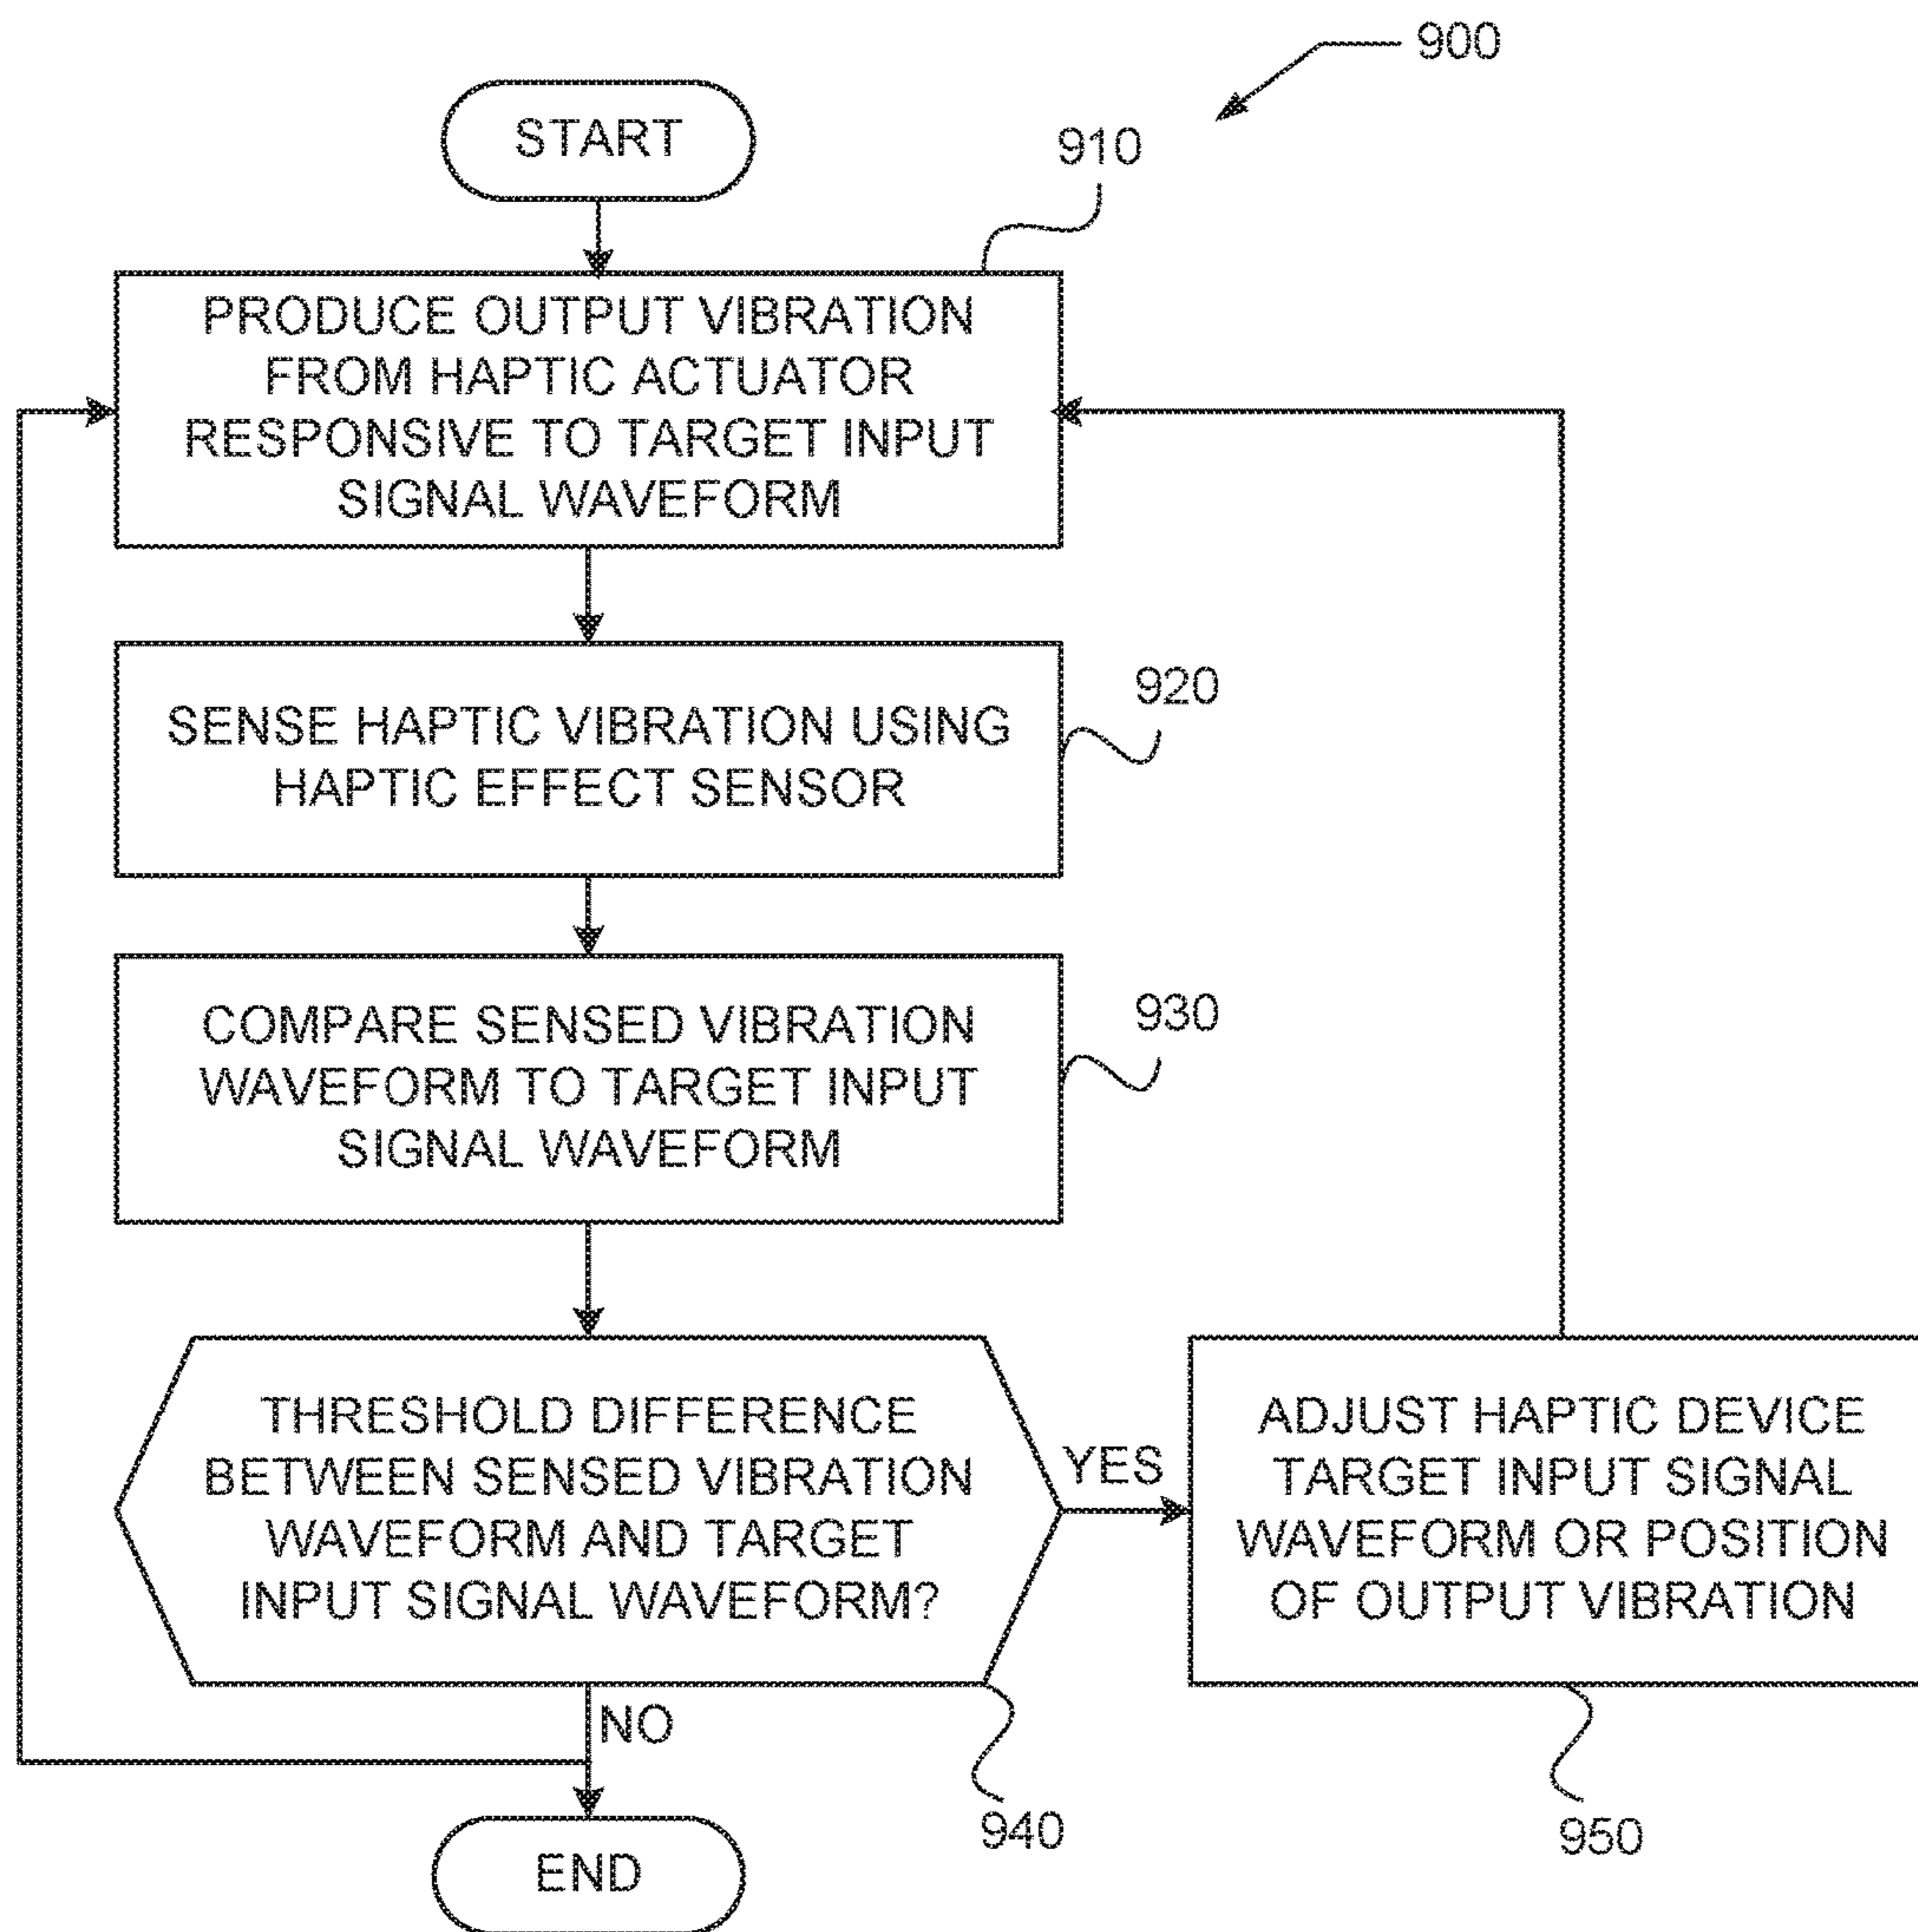 900
START
910
PRODUCE OUTPUT VIBRATION
FROM HAPTIC ACTUATOR
RESPONSIVE TO TARGET INPUT
SIGNAL WAVEFORM
920
SENSE HAPTIC VIBRATION USING
HAPTIC EFFECT SENSOR
930
COMPARE SENSED VIBRATION
WAVEFORM TO TARGET INPUT
SIGNAL WAVEFORM
THRESHOLD DIFFERENCE
BETWEEN SENSED VIBRATION
WAVEFORM AND TARGET
INPUT SIGNAL WAVEFORM?
YES
ADJUST HAPTIC DEVICE
TARGET INPUT SIGNAL
WAVEFORM OR POSITION
OF OUTPUT VIBRATION
NO
940
950
END